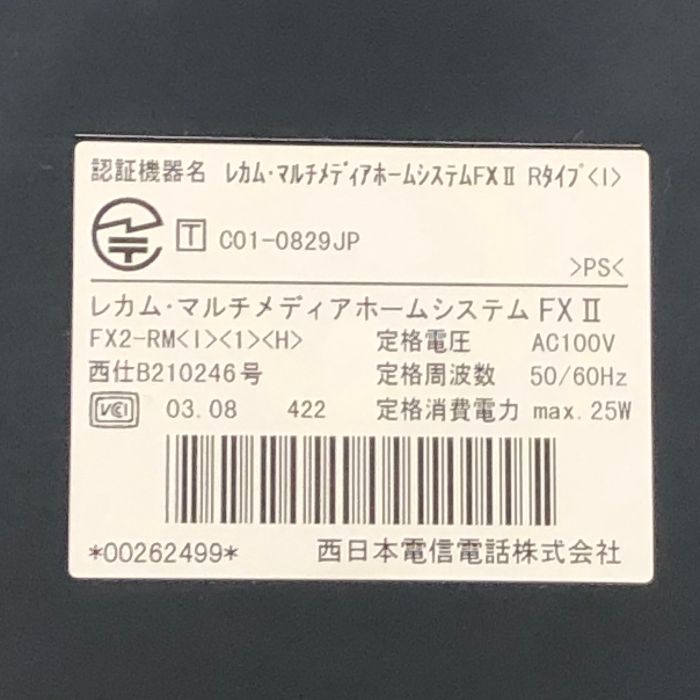 認証機器名 レカム･マルチメディアホームシステムFXⅡ Rタイプ<I>
T C01-0829JP
>PS<
レカム･マルチメディアホームシステム FXⅡ
FX2-RM<I><1><H> 定格電圧 AC100V
西仕B210246号 定格周波数 50/60Hz
VCI 03.08 422 定格消費電力 max.25W
*00262499* 西日本電信電話株式会社